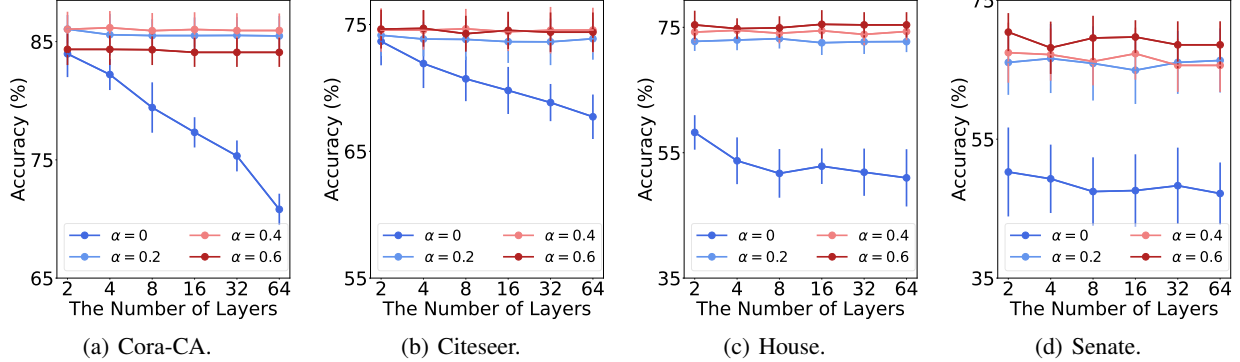 85
75
65
Accuracy (%)
α = 0
α = 0.2
α = 0.4
α = 0.6
2 4 8 16 32 64
The Number of Layers
(a) Cora-CA.
75
65
55
Accuracy (%)
α = 0
α = 0.2
α = 0.4
α = 0.6
2 4 8 16 32 64
The Number of Layers
(b) Citeseer.
75
55
35
Accuracy (%)
α = 0
α = 0.2
α = 0.4
α = 0.6
2 4 8 16 32 64
The Number of Layers
(c) House.
75
55
35
Accuracy (%)
α = 0
α = 0.2
α = 0.4
α = 0.6
2 4 8 16 32 64
The Number of Layers
(d) Senate.